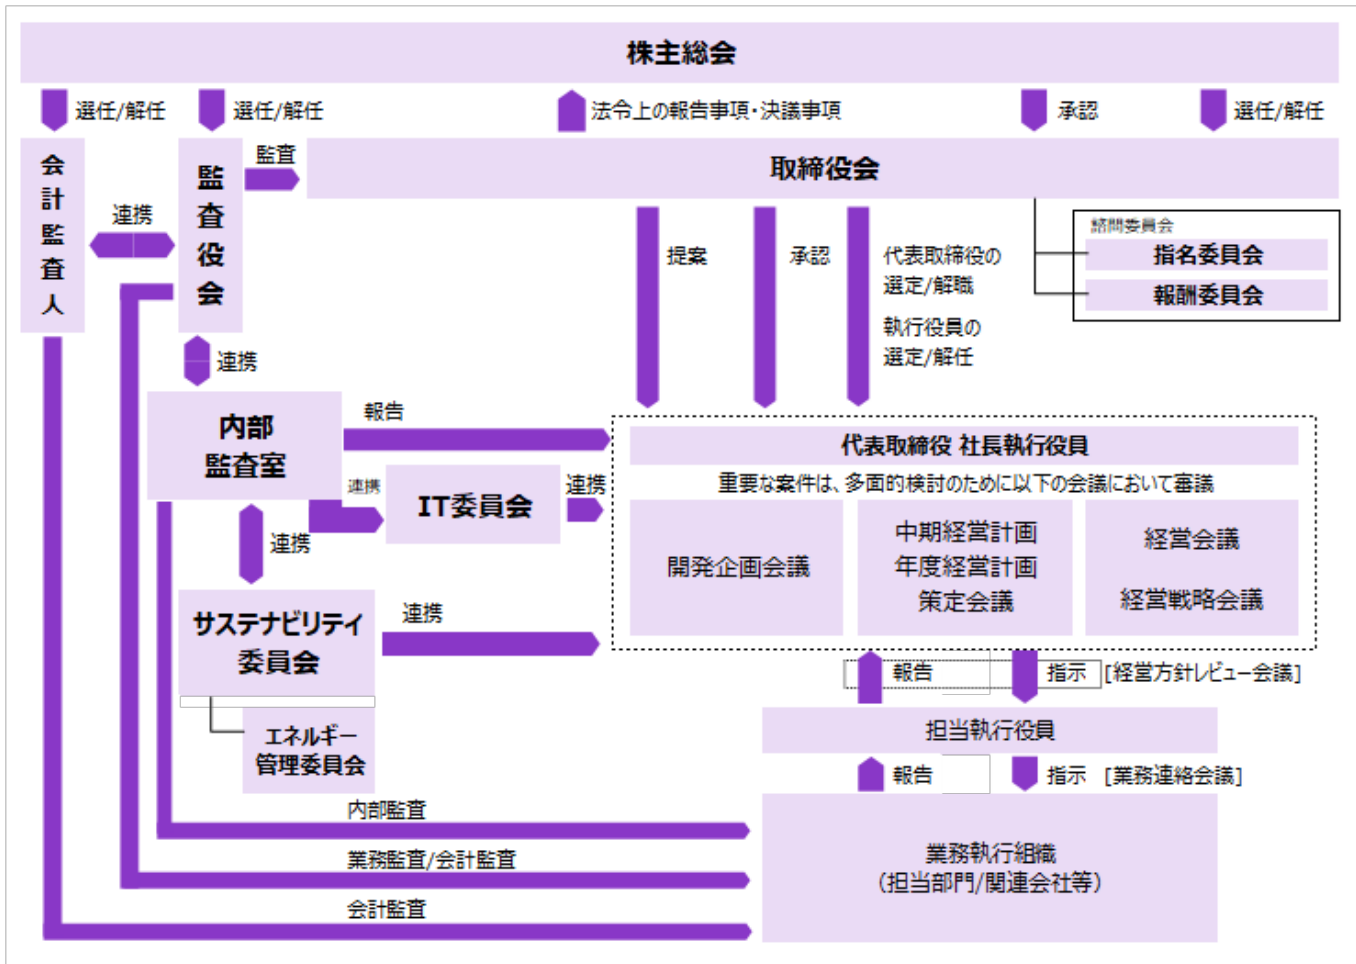 株主総会
選任/解任
選任/解任
法令上の報告事項・決議事項
承認
選任/解任
会計監査人
連携
監査役会
監査
取締役会
提案
承認
代表取締役の
選定/解職
執行役員の
選定/解任
諮問委員会
指名委員会
報酬委員会
連携
内部
監査室
報告
連携
IT委員会
連携
連携
サステナビリティ
委員会
連携
エネルギー
管理委員会
代表取締役 社長執行役員
重要な案件は、多面的検討のために以下の会議において審議
開発企画会議
中期経営計画
年度経営計画
策定会議
経営会議
経営戦略会議
報告
指示
[経営方針レビュー会議]
担当執行役員
報告
指示
[業務連絡会議]
内部監査
業務監査/会計監査
会計監査
業務執行組織
（担当部門/関連会社等）